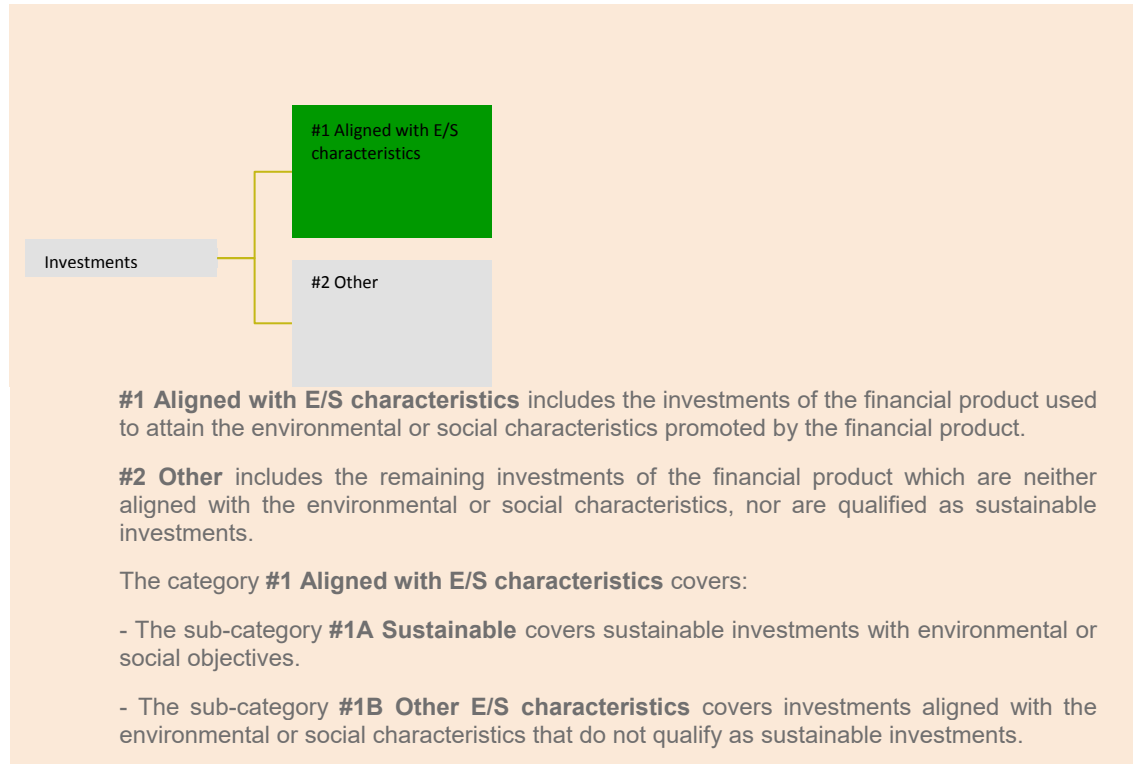 #1 Aligned with E/S
characteristics
Investments
#2 Other
#1 Aligned with E/S characteristics includes the investments of the financial product used
to attain the environmental or social characteristics promoted by the financial product.
#2 Other includes the remaining investments of the financial product which are neither
aligned with the environmental or social characteristics, nor are qualified as sustainable
investments.
The category #1 Aligned with E/S characteristics covers:
- The sub-category #1A Sustainable covers sustainable investments with environmental or
social objectives.
- The sub-category #1B Other E/S characteristics covers investments aligned with the
environmental or social characteristics that do not qualify as sustainable investments.